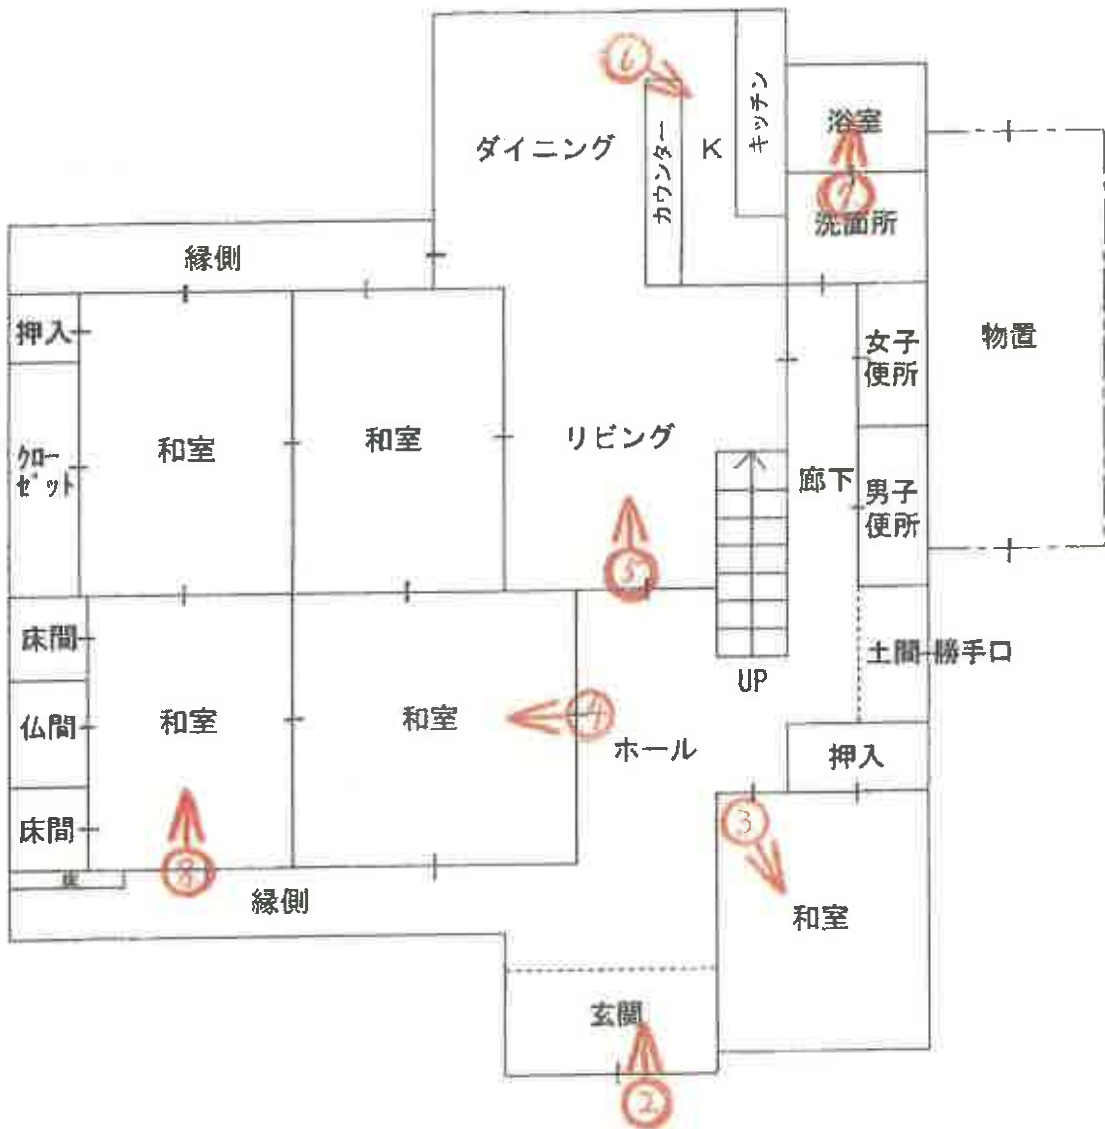 ⑥
キッチン
浴室
ダイニング
カウンター
K
⑦
洗面所
縁側
押入
女子
便所
物置
和室
和室
リビング
クロー
ゼット
廊下
男子
便所
⑤
床間
土間・勝手口
UP
仏間
和室
和室
④
ホール
押入
床間
③
⑧
縁側
和室
玄関
②